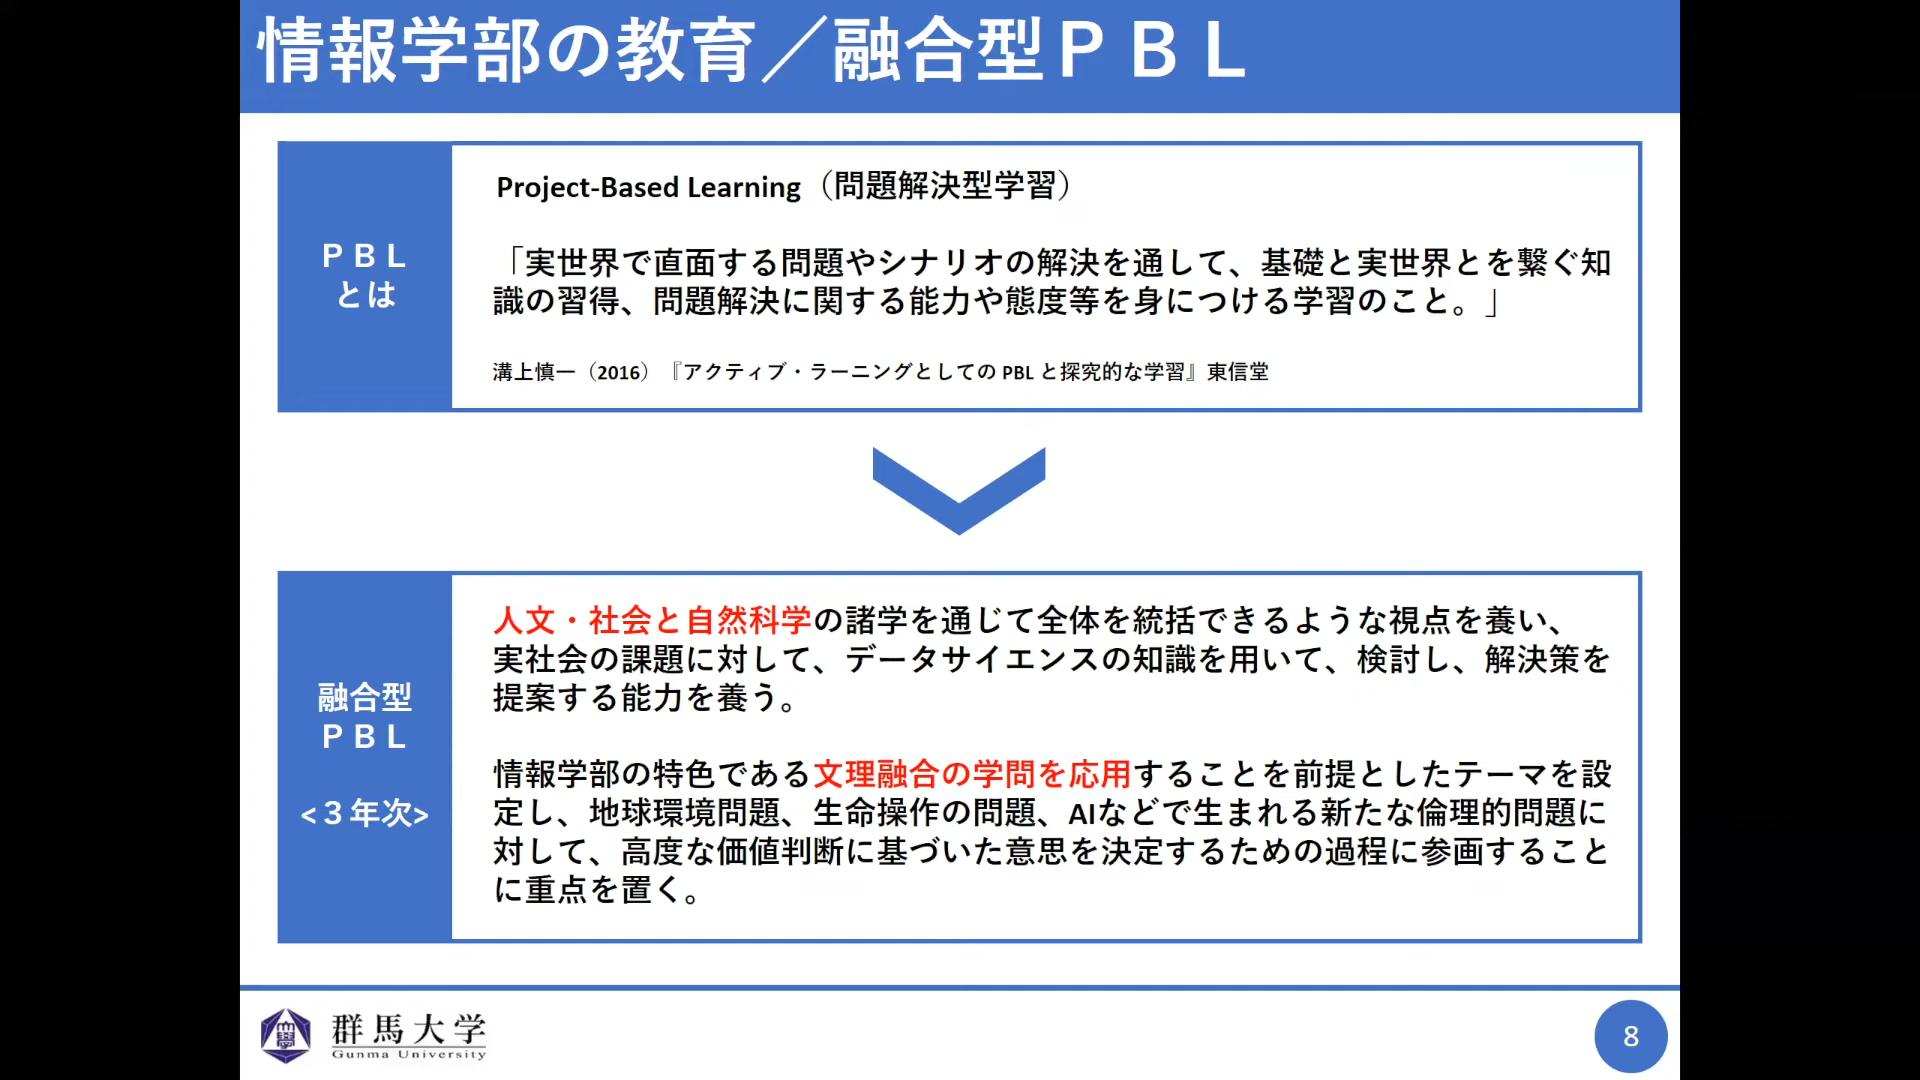 情報学部の教育／融合型ＰＢＬ
ＰＢＬ
とは
Project-Based Learning（問題解決型学習）
「実世界で直面する問題やシナリオの解決を通して、基礎と実世界とを繋ぐ知
識の習得、問題解決に関する能力や態度等を身につける学習のこと。」
溝上慎一（2016）『アクティブ・ラーニングとしての PBL と探究的な学習』東信堂
融合型
ＰＢＬ
<３年次>
人文・社会と自然科学の諸学を通じて全体を統括できるような視点を養い、
実社会の課題に対して、データサイエンスの知識を用いて、検討し、解決策を
提案する能力を養う。
情報学部の特色である文理融合の学問を応用することを前提としたテーマを設
定し、地球環境問題、生命操作の問題、AIなどで生まれる新たな倫理的問題に
対して、高度な価値判断に基づいた意思を決定するための過程に参画すること
に重点を置く。
群馬大学
Gunma University
8